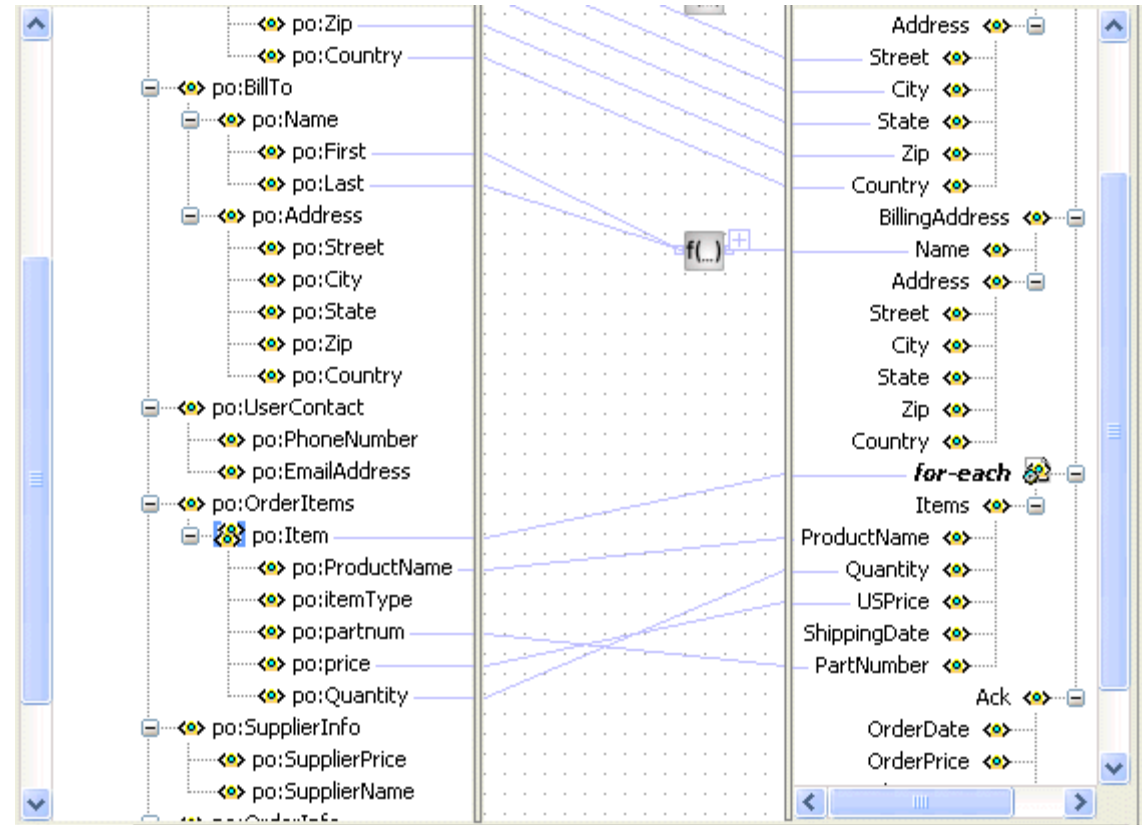 po:Zip
po:Country
po:BillTo
po:Name
po:First
po:Last
po:Address
po:Street
po:City
po:State
po:Zip
po:Country
po:UserContact
po:PhoneNumber
po:EmailAddress
po:OrderItems
po:Item
po:ProductName
po:itemType
po:partnum
po:price
po:Quantity
po:SupplierInfo
po:SupplierPrice
po:SupplierName
f(...)
Address
Street
City
State
Zip
Country
BillingAddress
Name
Address
Street
City
State
Zip
Country
for-each
Items
ProductName
Quantity
USPrice
ShippingDate
PartNumber
Ack
OrderDate
OrderPrice